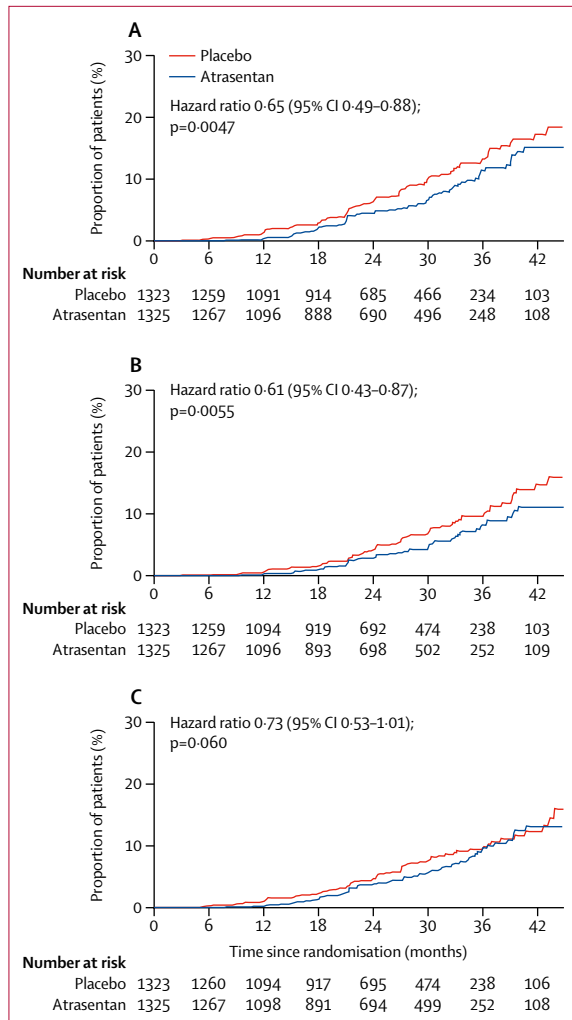 A
Proportion of patients (%)
30
20
10
0
Placebo
Atrasentan
Hazard ratio 0·65 (95% CI 0·49–0·88);
p=0·0047
0 6 12 18 24 30 36 42
Number at risk
Placebo 1323 1259 1091 914 685 466 234 103
Atrasentan 1325 1267 1096 888 690 496 248 108
B
Proportion of patients (%)
30
20
10
0
Hazard ratio 0·61 (95% CI 0·43–0·87);
p=0·0055
0 6 12 18 24 30 36 42
Number at risk
Placebo 1323 1259 1094 919 692 474 238 103
Atrasentan 1325 1267 1096 893 698 502 252 109
C
Proportion of patients (%)
30
20
10
0
Hazard ratio 0·73 (95% CI 0·53–1·01);
p=0·060
0 6 12 18 24 30 36 42
Time since randomisation (months)
Number at risk
Placebo 1323 1260 1094 917 695 474 238 106
Atrasentan 1325 1267 1098 891 694 499 252 108